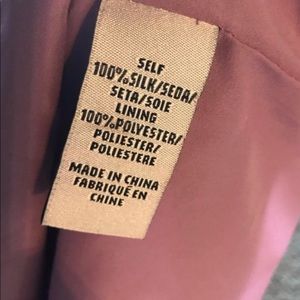 SELF
100%SILK/SEDA/
SETA/SOIE
LINING
100%POLYESTER/
POLIESTER/
POLIESTERE
MADE IN CHINA
FABRIQUÉ EN
CHINE